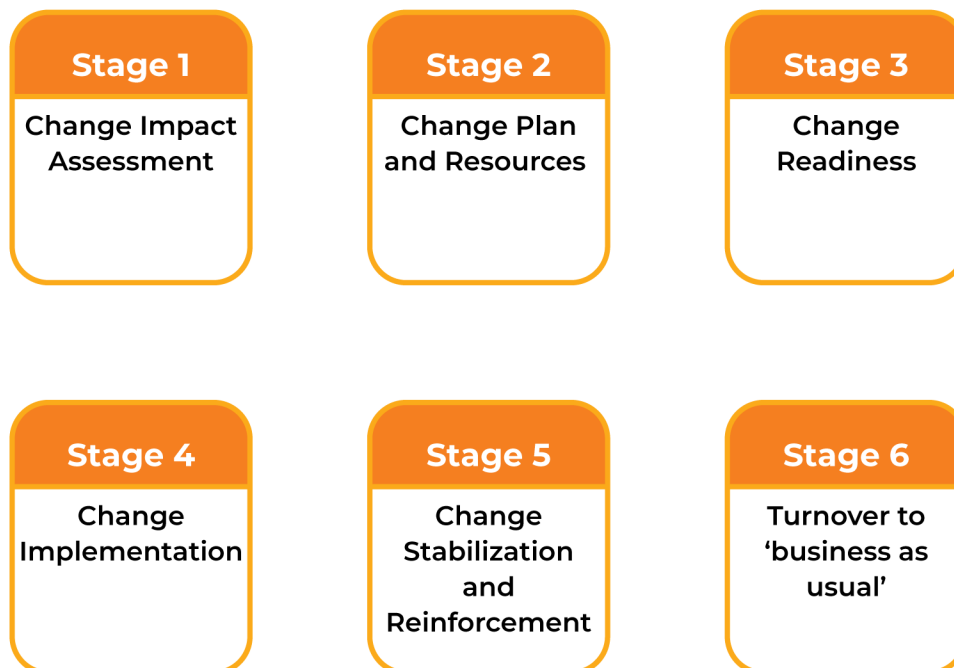 Stage 1
Change Impact
Assessment
Stage 2
Change Plan
and Resources
Stage 3
Change
Readiness
Stage 4
Change
Implementation
Stage 5
Change
Stabilization
and
Reinforcement
Stage 6
Turnover to
‘business as
usual’